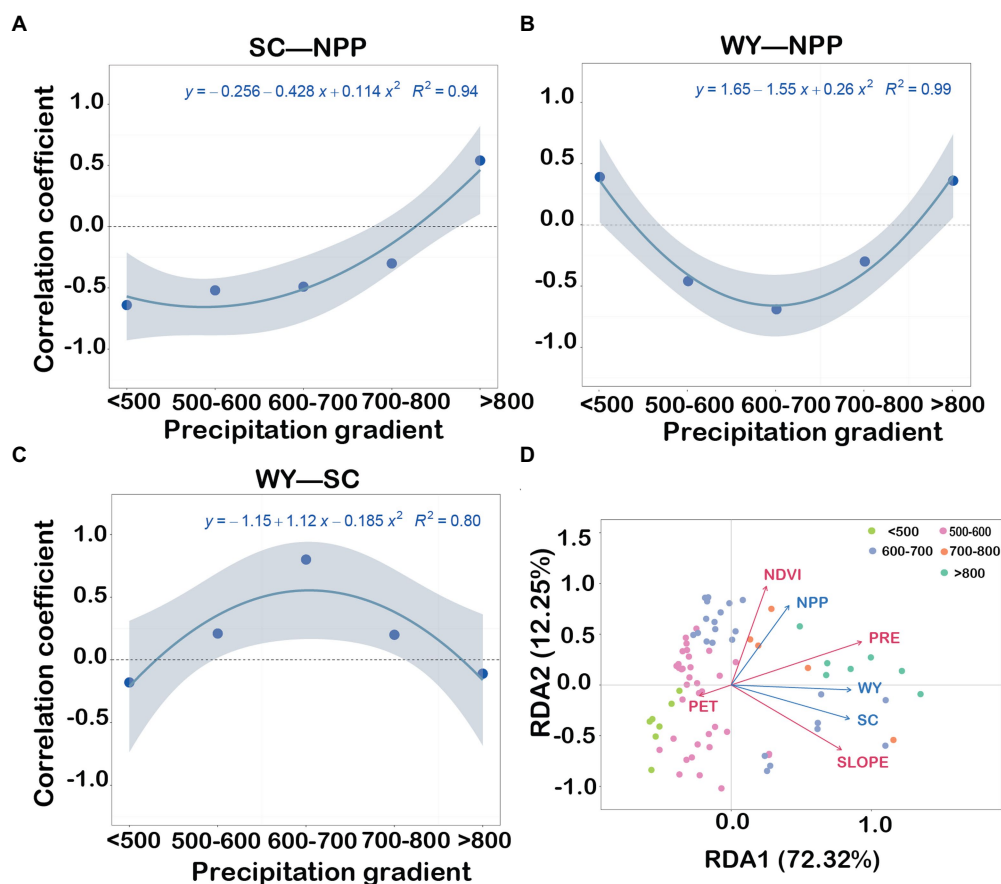 A
SC—NPP
y = − 0.256 − 0.428 x + 0.114 x² R² = 0.94
Correlation coefficient
1.0
0.5
0.0
-0.5
-1.0
<500 500-600 600-700 700-800 >800
Precipitation gradient
B
WY—NPP
y = 1.65 − 1.55 x + 0.26 x² R² = 0.99
1.0
0.5
0.0
-0.5
-1.0
<500 500-600 600-700 700-800 >800
Precipitation gradient
C
WY—SC
y = − 1.15 + 1.12 x − 0.185 x² R² = 0.80
Correlation coefficient
1.0
0.5
0.0
-0.5
-1.0
<500 500-600 600-700 700-800 >800
Precipitation gradient
D
RDA2 (12.25%)
1.5
1.0
0.5
0.0
-0.5
-1.0
<500 500-600
600-700 700-800
>800
NDVI
NPP
PRE
WY
PET
SC
SLOPE
0.0 1.0
RDA1 (72.32%)